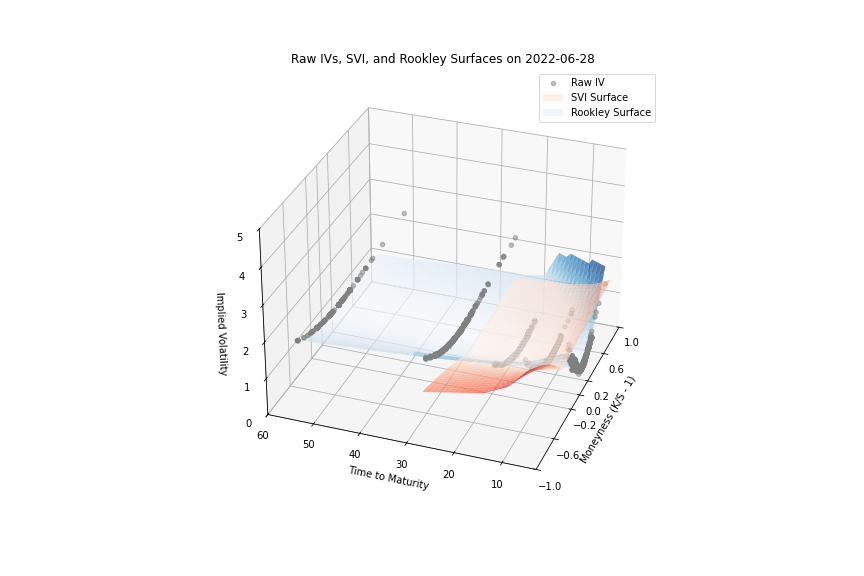 Raw IVs, SVI, and Rookley Surfaces on 2022-06-28
Raw IV
SVI Surface
Rookley Surface
5
4
3
2
1
0
Implied Volatility
60
50
40
30
20
10
Time to Maturity
1.0
0.6
0.2
0.0
−0.2
−0.6
−1.0
Moneyness (K/S - 1)